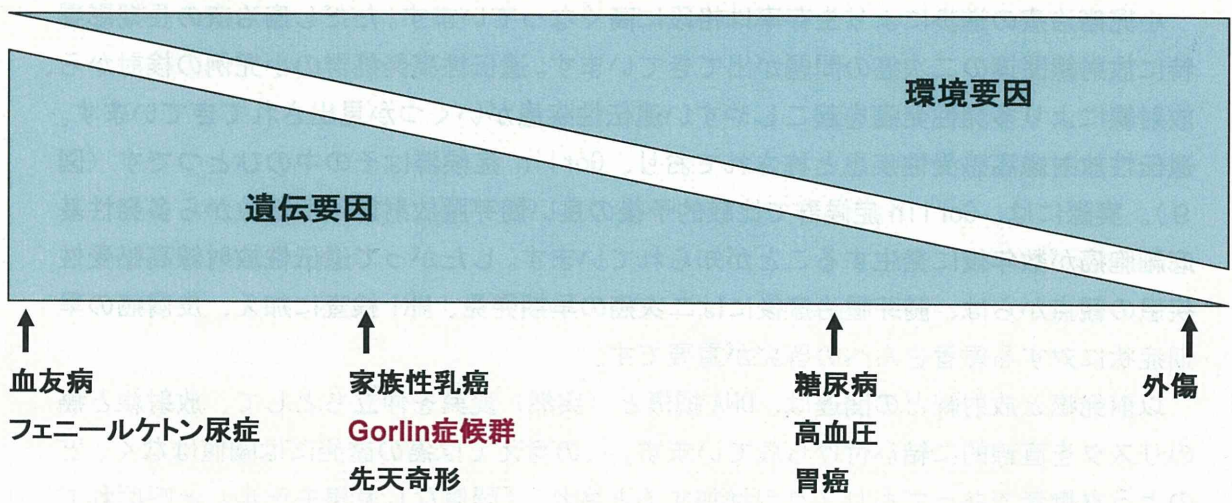 環境要因
遺伝要因
血友病
フェニールケトン尿症
家族性乳癌
Gorlin症候群
先天奇形
糖尿病
高血圧
胃癌
外傷